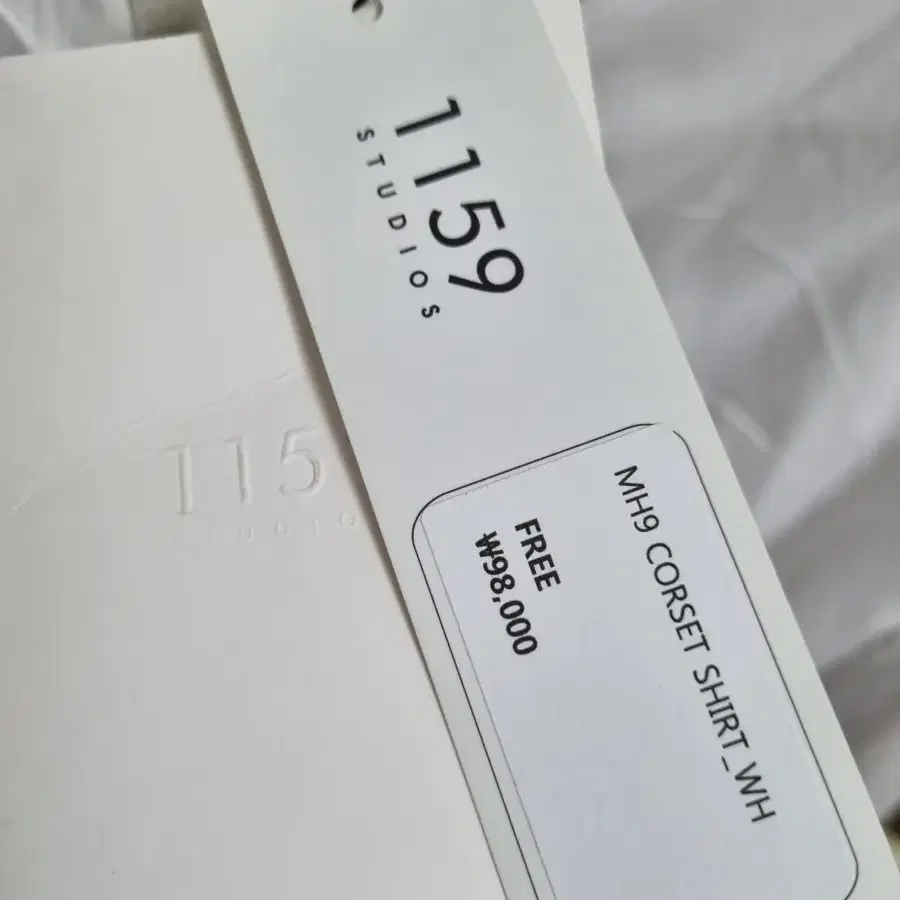 1159
STUDIOS
MH9 CORSET SHIRT_WH
FREE
₩98,000
115